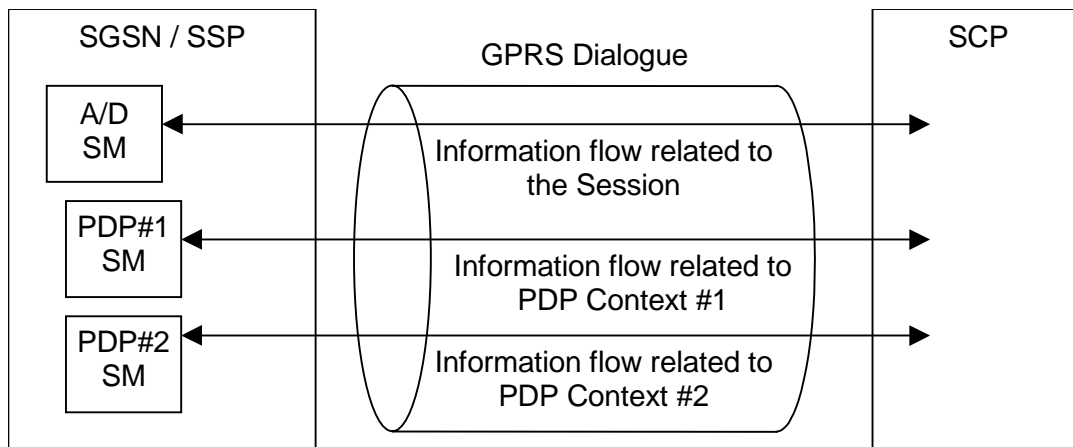 SGSN / SSP
GPRS Dialogue
SCP
A/D
SM
Information flow related to
the Session
PDP#1
SM
Information flow related to
PDP Context #1
PDP#2
SM
Information flow related to
PDP Context #2